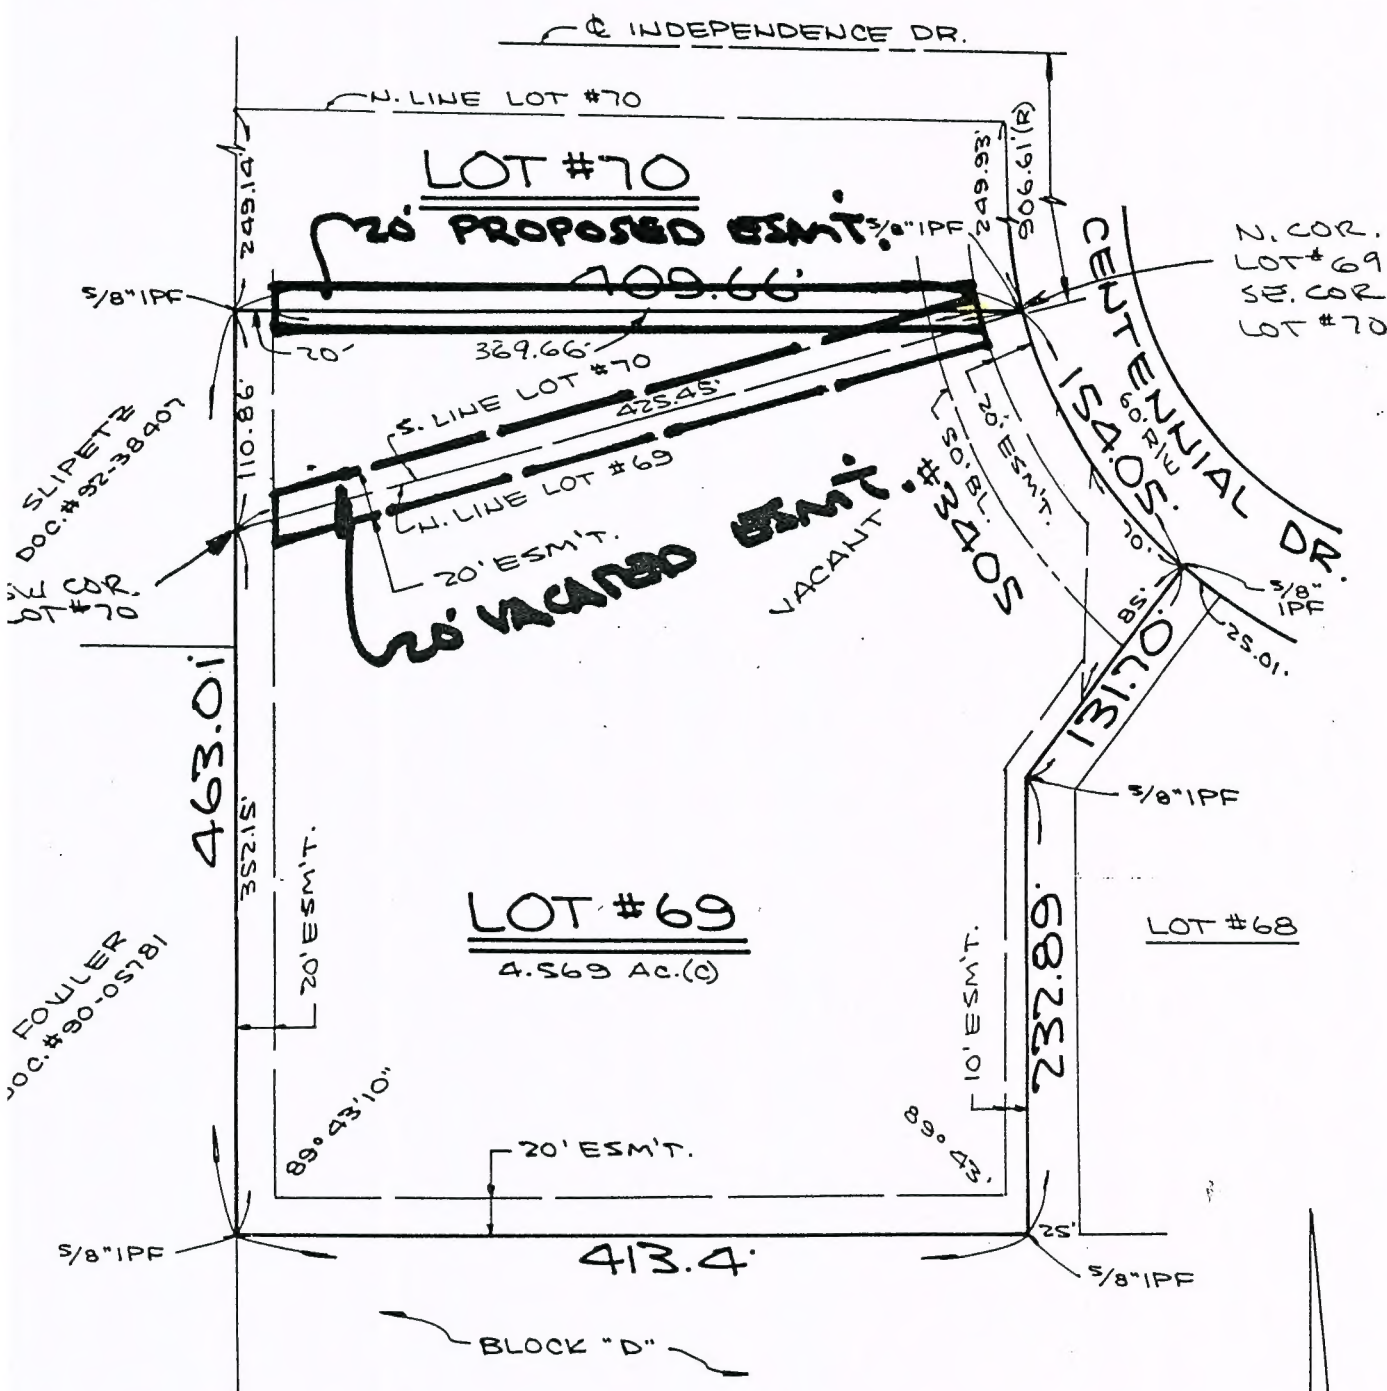 ℄ INDEPENDENCE DR.
N. LINE LOT #70
LOT #70
249.14'
249.93'
906.61'(R)
20' PROPOSED ESM'T.
5/8" IPF
409.66'
N. COR.
LOT #69
SE. COR
LOT #70
CENTENNIAL DR.
5/8" IPF
20'
369.66'
S. LINE LOT #70
425.45'
N. LINE LOT #69
110.86'
SLIPETZ
DOC.#92-38407
SW COR.
LOT #70
20' ESM'T.
20' VACATED ESM'T.
#3405
VACANT
50' BL.
20' ESM'T.
154.05'
60' R/W
70'
85'
5/8"
IPF
25.01'
131.70'
463.01'
352.15'
20' ESM'T.
5/8" IPF
LOT #69
4.569 AC.(C)
10' ESM'T.
232.89'
LOT #68
FOWLER
DOC.#90-05781
89° 43' 10"
89° 43'
20' ESM'T.
25'
5/8" IPF
413.4'
5/8" IPF
BLOCK "D"